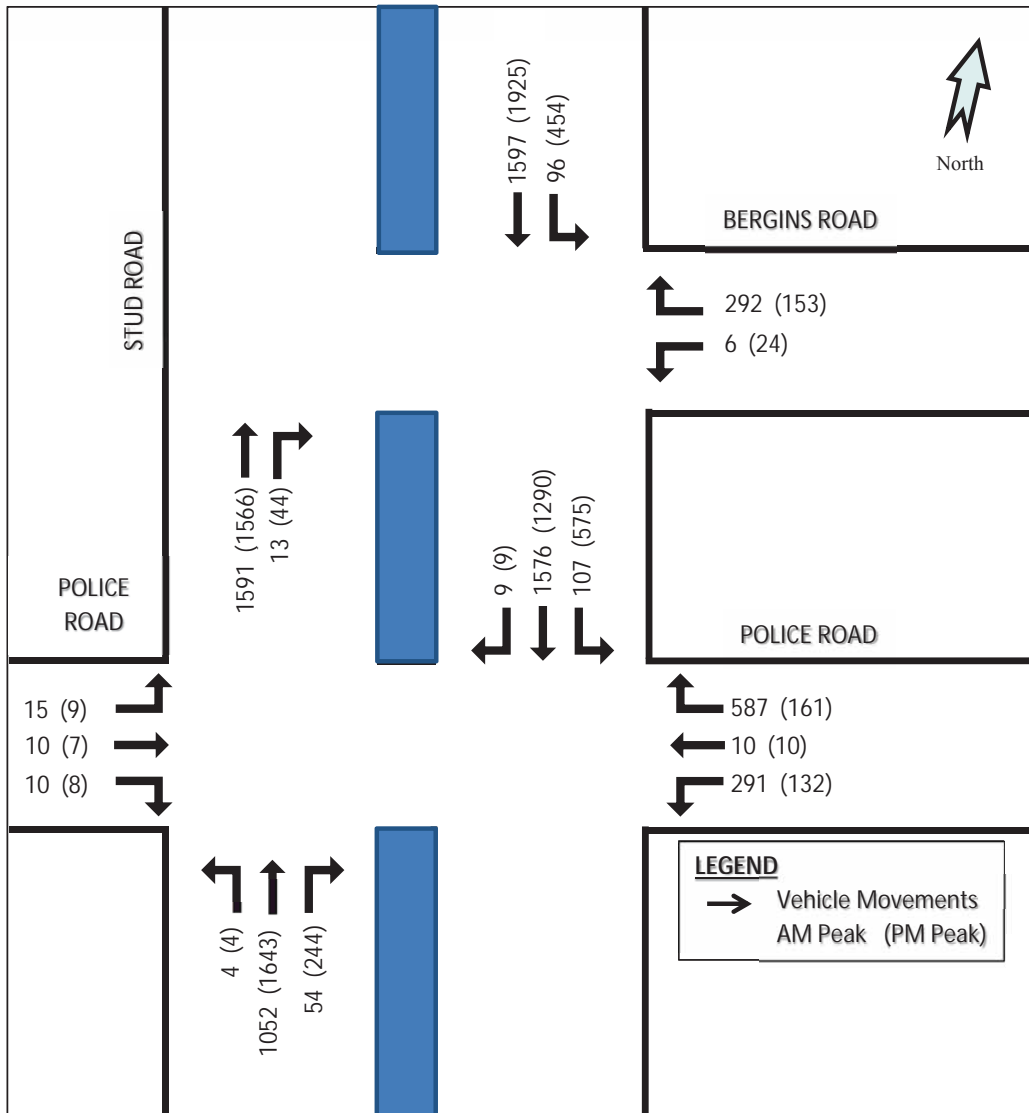 1597 (1925)
96 (454)
North
BERGINS ROAD
STUD ROAD
292 (153)
6 (24)
1591 (1566)
13 (44)
9 (9)
1576 (1290)
107 (575)
POLICE
ROAD
POLICE ROAD
15 (9)
10 (7)
10 (8)
587 (161)
10 (10)
291 (132)
4 (4)
1052 (1643)
54 (244)
LEGEND
Vehicle Movements
AM Peak (PM Peak)